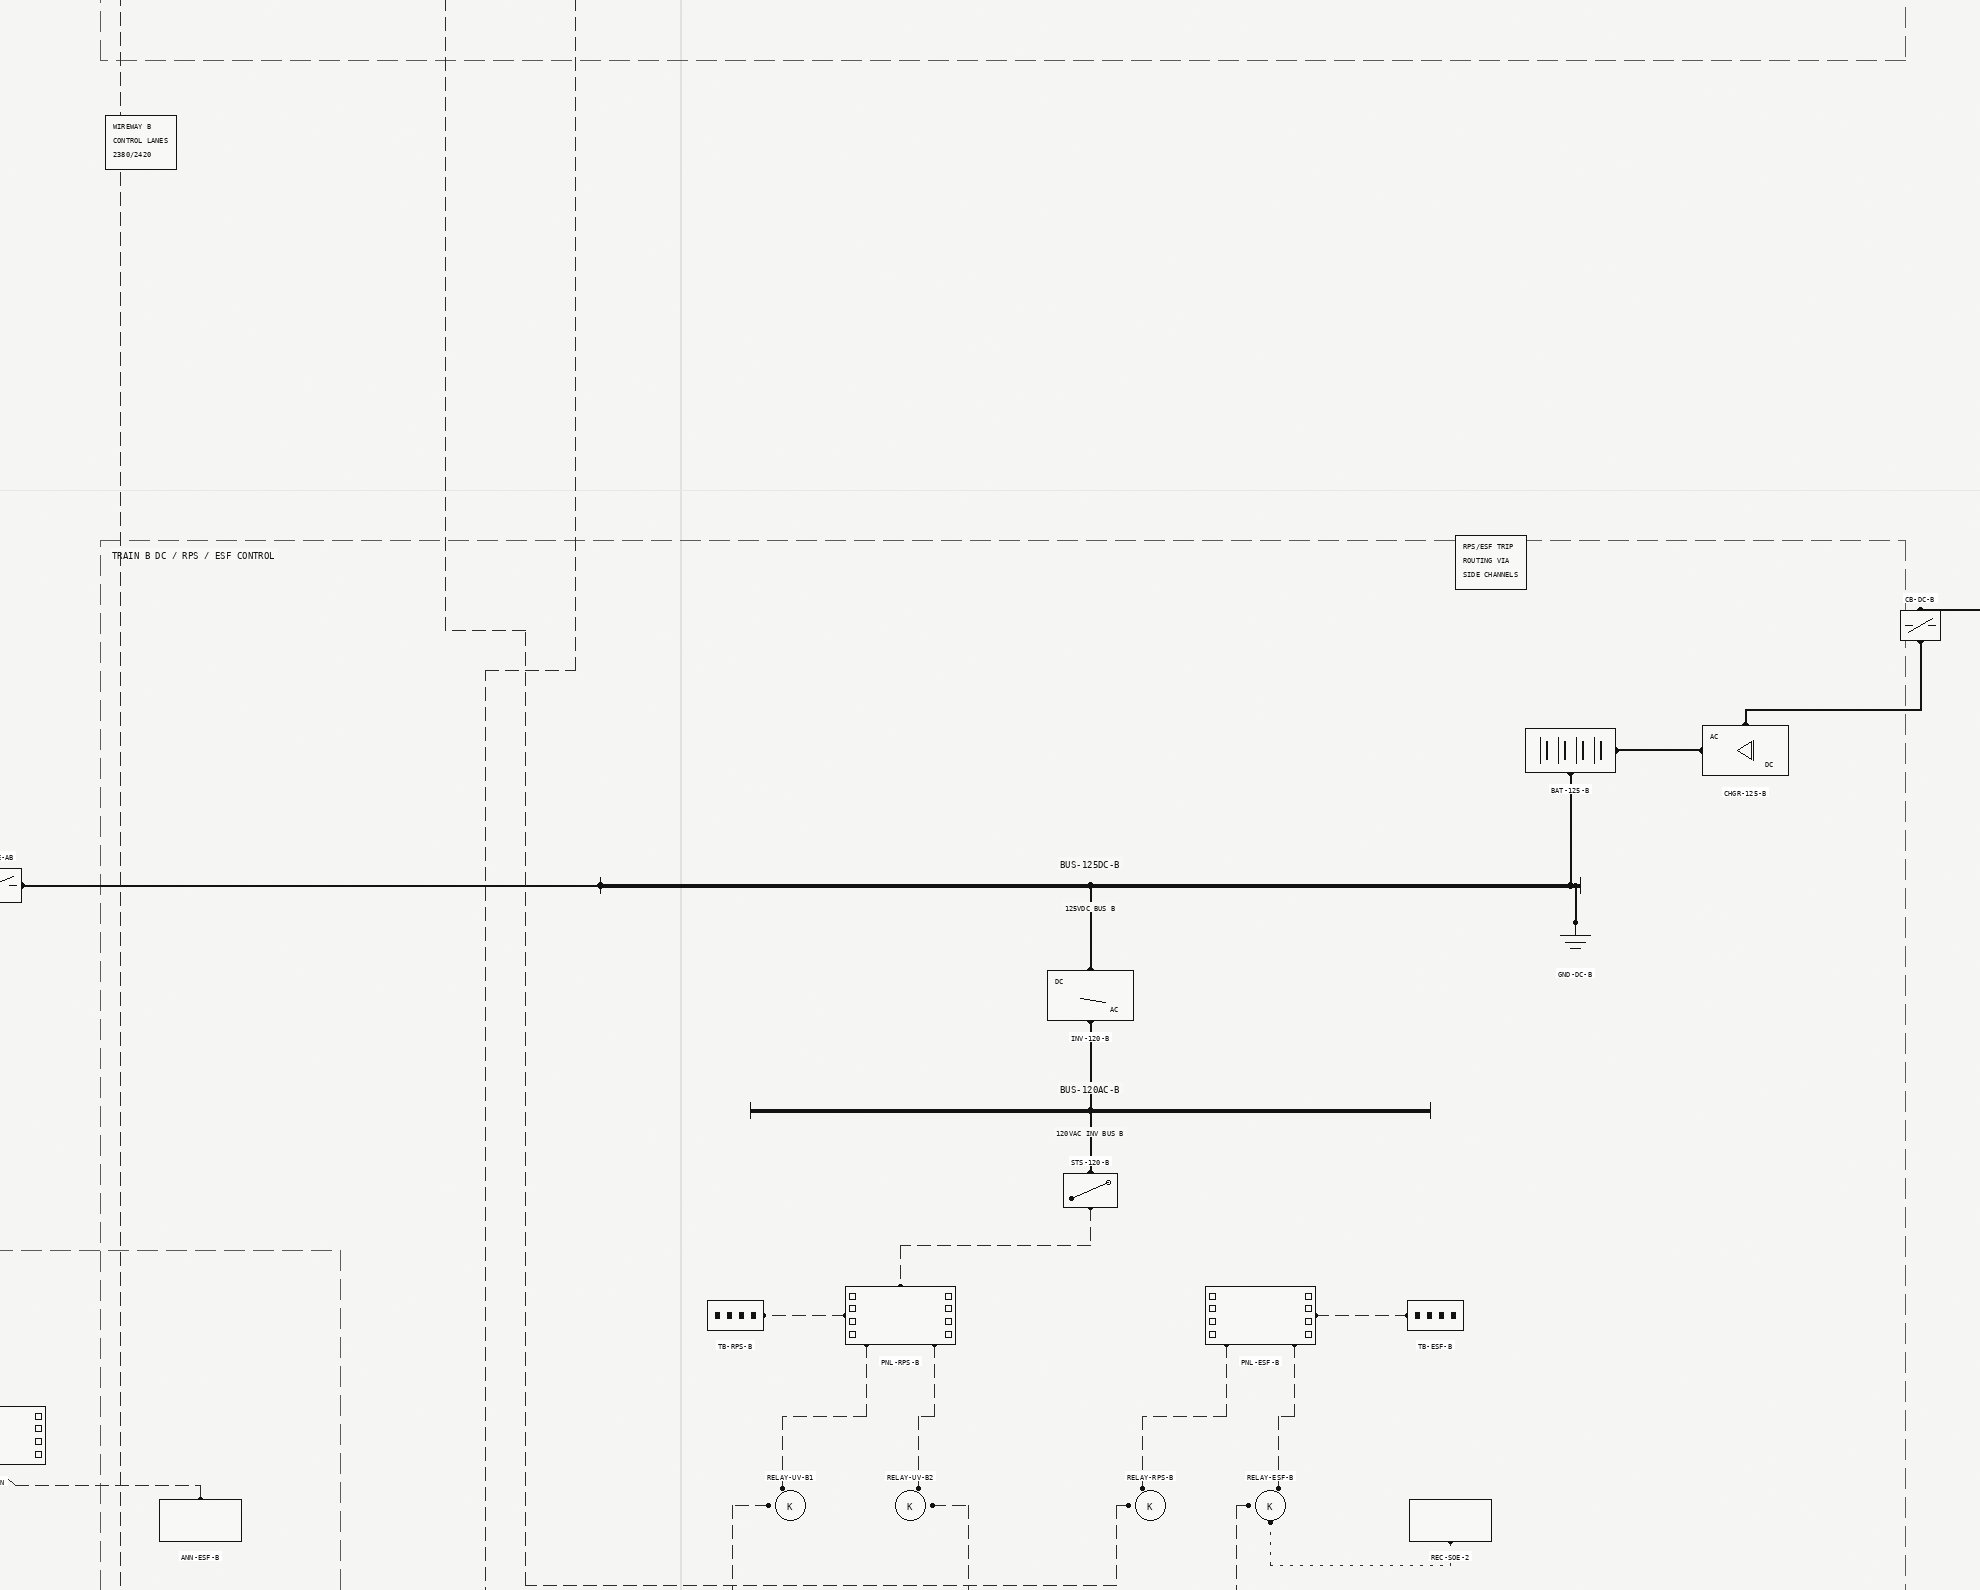 WIREWAY B
CONTROL LANES
2380/2420
TRAIN B DC / RPS / ESF CONTROL
RPS/ESF TRIP
ROUTING VIA
SIDE CHANNELS
CB-DC-B
AC
DC
BAT-125-B
CHGR-125-B
-AB
BUS-125DC-B
125VDC BUS B
GND-DC-B
DC
AC
INV-120-B
BUS-120AC-B
120VAC INV BUS B
STS-120-B
TB-RPS-B
PNL-RPS-B
PNL-ESF-B
TB-ESF-B
N
RELAY-UV-B1
RELAY-UV-B2
RELAY-RPS-B
RELAY-ESF-B
K
K
K
K
ANN-ESF-B
REC-SOE-2